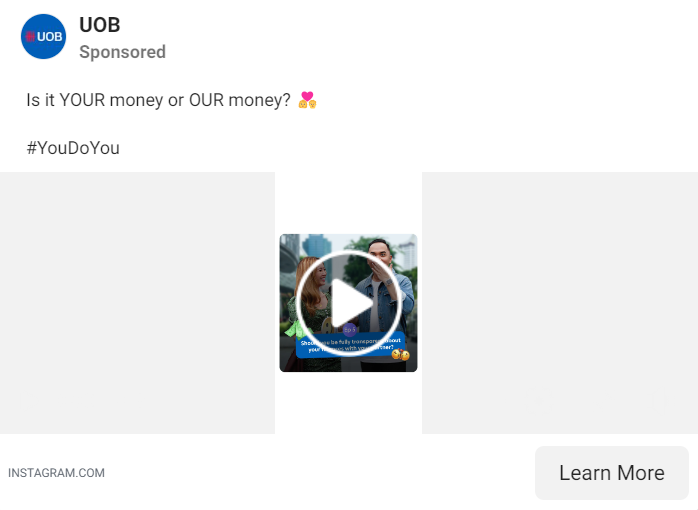 UOB
UOB
Sponsored
Is it YOUR money or OUR money?
#YouDoYou
Ep 5
Should you be fully transparent about
your finances with your partner?
INSTAGRAM.COM
Learn More